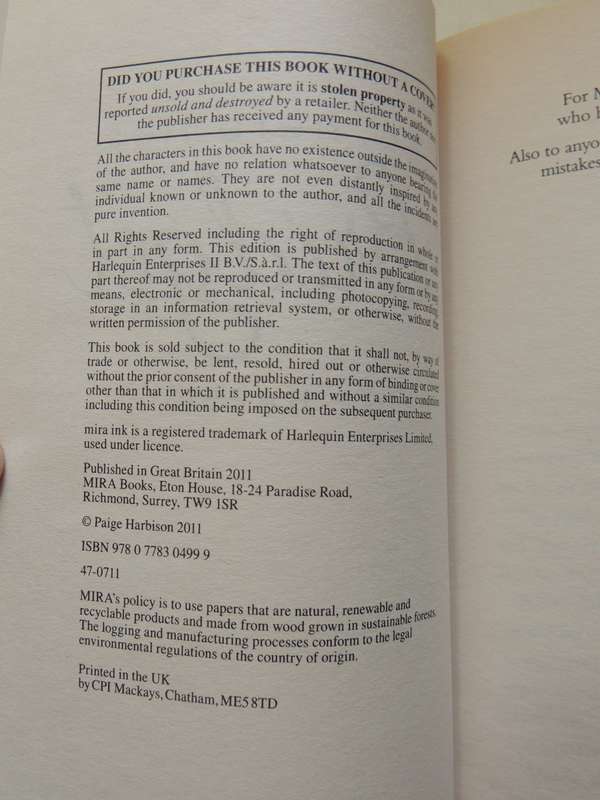 DID YOU PURCHASE THIS BOOK WITHOUT A COVER?
If you did, you should be aware it is stolen property as it was
reported unsold and destroyed by a retailer. Neither the author nor
the publisher has received any payment for this book.
All the characters in this book have no existence outside the imagination
of the author, and have no relation whatsoever to anyone bearing the
same name or names. They are not even distantly inspired by any
individual known or unknown to the author, and all the incidents are
pure invention.
All Rights Reserved including the right of reproduction in whole or
in part in any form. This edition is published by arrangement with
Harlequin Enterprises II B.V./S.à.r.l. The text of this publication or any
part thereof may not be reproduced or transmitted in any form or by any
means, electronic or mechanical, including photocopying, recording,
storage in an information retrieval system, or otherwise, without the
written permission of the publisher.
This book is sold subject to the condition that it shall not, by way of
trade or otherwise, be lent, resold, hired out or otherwise circulated
without the prior consent of the publisher in any form of binding or cover
other than that in which it is published and without a similar condition
including this condition being imposed on the subsequent purchaser.
mira ink is a registered trademark of Harlequin Enterprises Limited,
used under licence.
Published in Great Britain 2011
MIRA Books, Eton House, 18-24 Paradise Road,
Richmond, Surrey, TW9 1SR
© Paige Harbison 2011
ISBN 978 0 7783 0499 9
47-0711
MIRA's policy is to use papers that are natural, renewable and
recyclable products and made from wood grown in sustainable forests.
The logging and manufacturing processes conform to the legal
environmental regulations of the country of origin.
Printed in the UK
by CPI Mackays, Chatham, ME5 8TD
For
who
Also to
mistakes